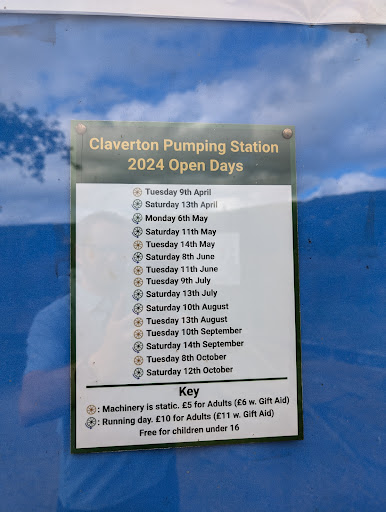 Claverton Pumping Station
2024 Open Days
Tuesday 9th April
Saturday 13th April
Monday 6th May
Saturday 11th May
Tuesday 14th May
Saturday 8th June
Tuesday 11th June
Tuesday 9th July
Saturday 13th July
Saturday 10th August
Tuesday 13th August
Tuesday 10th September
Saturday 14th September
Tuesday 8th October
Saturday 12th October
Key
: Machinery is static. £5 for Adults (£6 w. Gift Aid)
: Running day. £10 for Adults (£11 w. Gift Aid)
Free for children under 16